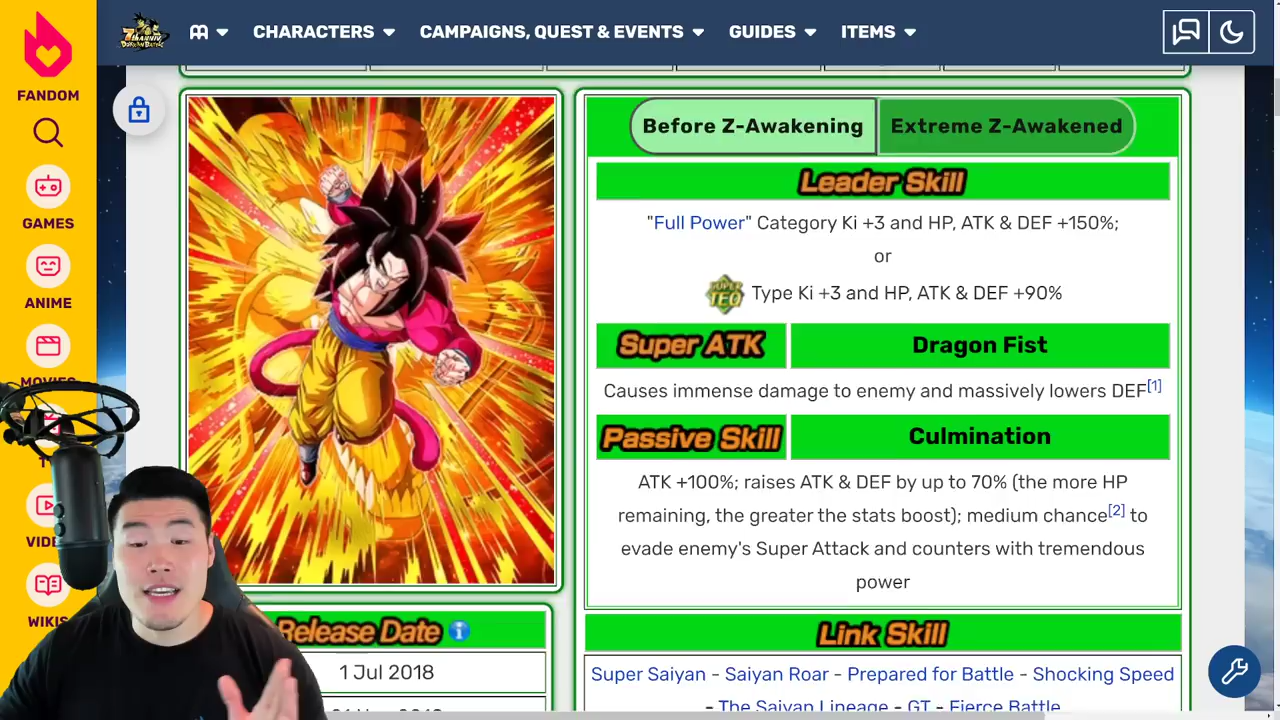 CHARACTERS
CAMPAIGNS, QUEST & EVENTS
GUIDES
ITEMS
FANDOM
GAMES
ANIME
MOVIES
WIKIS
Before Z-Awakening
Extreme Z-Awakened
Leader Skill
"Full Power" Category Ki +3 and HP, ATK & DEF +150%;
or
SUPER TEQ Type Ki +3 and HP, ATK & DEF +90%
Super ATK
Dragon Fist
Causes immense damage to enemy and massively lowers DEF[1]
Passive Skill
Culmination
ATK +100%; raises ATK & DEF by up to 70% (the more HP
remaining, the greater the stats boost); medium chance[2] to
evade enemy's Super Attack and counters with tremendous
power
Release Date
1 Jul 2018
Link Skill
Super Saiyan - Saiyan Roar - Prepared for Battle - Shocking Speed
- The Saiyan Lineage - GT - Fierce Battle